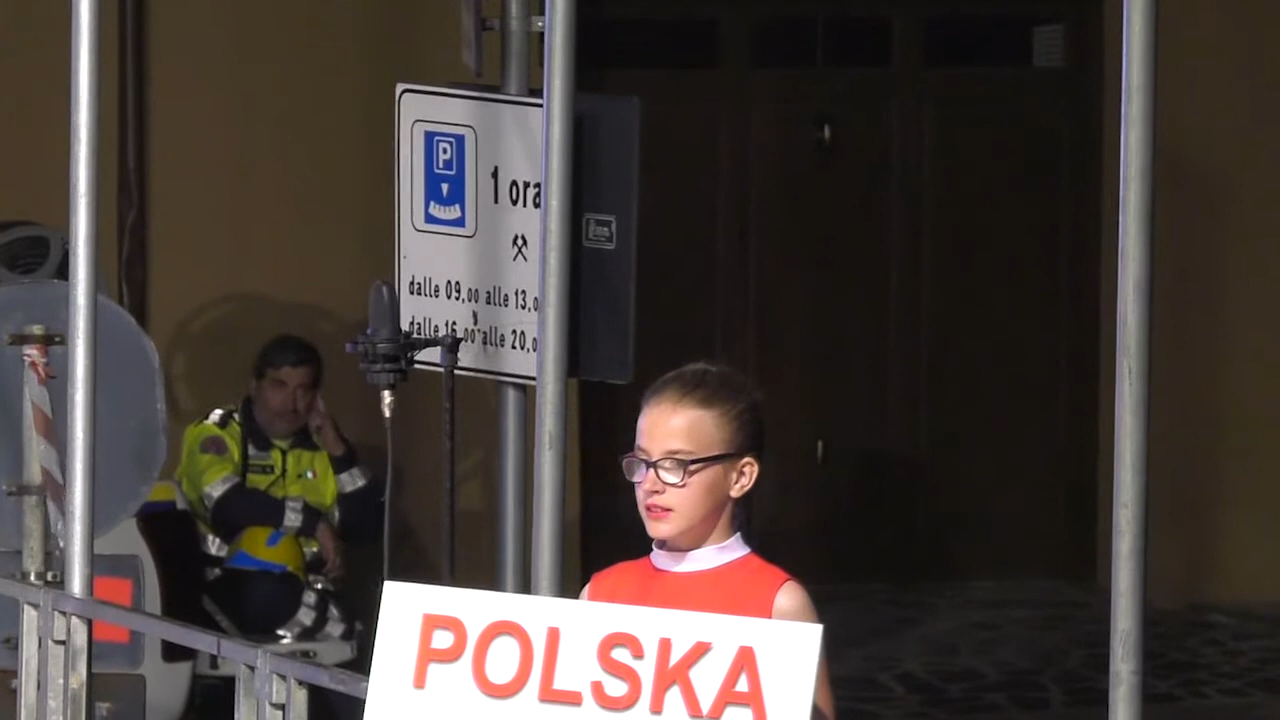 P
1 ora
dalle 09,00 alle 13,0
dalle 16,00 alle 20,0
POLSKA